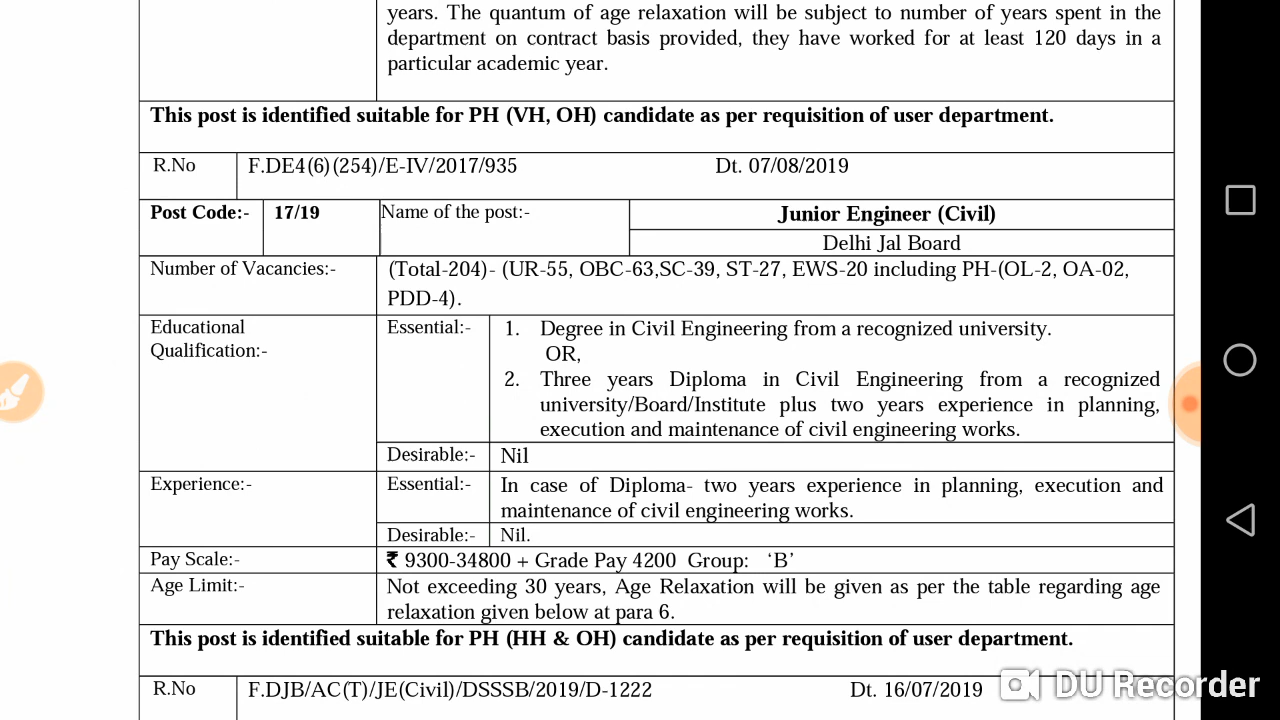 years. The quantum of age relaxation will be subject to number of years spent in the
department on contract basis provided, they have worked for at least 120 days in a
particular academic year.
This post is identified suitable for PH (VH, OH) candidate as per requisition of user department.
R.No F.DE4(6)(254)/E-IV/2017/935 Dt. 07/08/2019
Post Code:- 17/19 Name of the post:- Junior Engineer (Civil)
Delhi Jal Board
Number of Vacancies:- (Total-204)- (UR-55, OBC-63,SC-39, ST-27, EWS-20 including PH-(OL-2, OA-02,
PDD-4).
Educational Qualification:- Essential:- 1. Degree in Civil Engineering from a recognized university.
OR,
2. Three years Diploma in Civil Engineering from a recognized
university/Board/Institute plus two years experience in planning,
execution and maintenance of civil engineering works.
Desirable:- Nil
Experience:- Essential:- In case of Diploma- two years experience in planning, execution and
maintenance of civil engineering works.
Desirable:- Nil.
Pay Scale:- ₹ 9300-34800 + Grade Pay 4200 Group: ‘B’
Age Limit:- Not exceeding 30 years, Age Relaxation will be given as per the table regarding age
relaxation given below at para 6.
This post is identified suitable for PH (HH & OH) candidate as per requisition of user department.
R.No F.DJB/AC(T)/JE(Civil)/DSSSB/2019/D-1222 Dt. 16/07/2019
DU Recorder